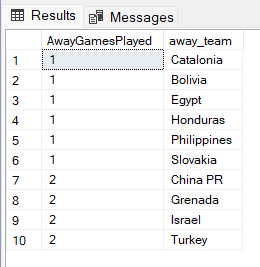 Results Messages
AwayGamesPlayed away_team
1 1 Catalonia
2 1 Bolivia
3 1 Egypt
4 1 Honduras
5 1 Philippines
6 1 Slovakia
7 2 China PR
8 2 Grenada
9 2 Israel
10 2 Turkey